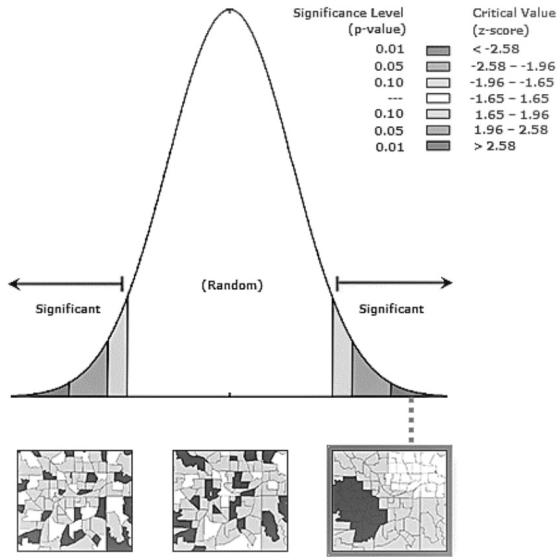 Significance Level
(p-value)
Critical Value
(z-score)
0.01 < -2.58
0.05 -2.58 – -1.96
0.10 -1.96 – -1.65
--- -1.65 – 1.65
0.10 1.65 – 1.96
0.05 1.96 – 2.58
0.01 > 2.58
(Random)
Significant
Significant